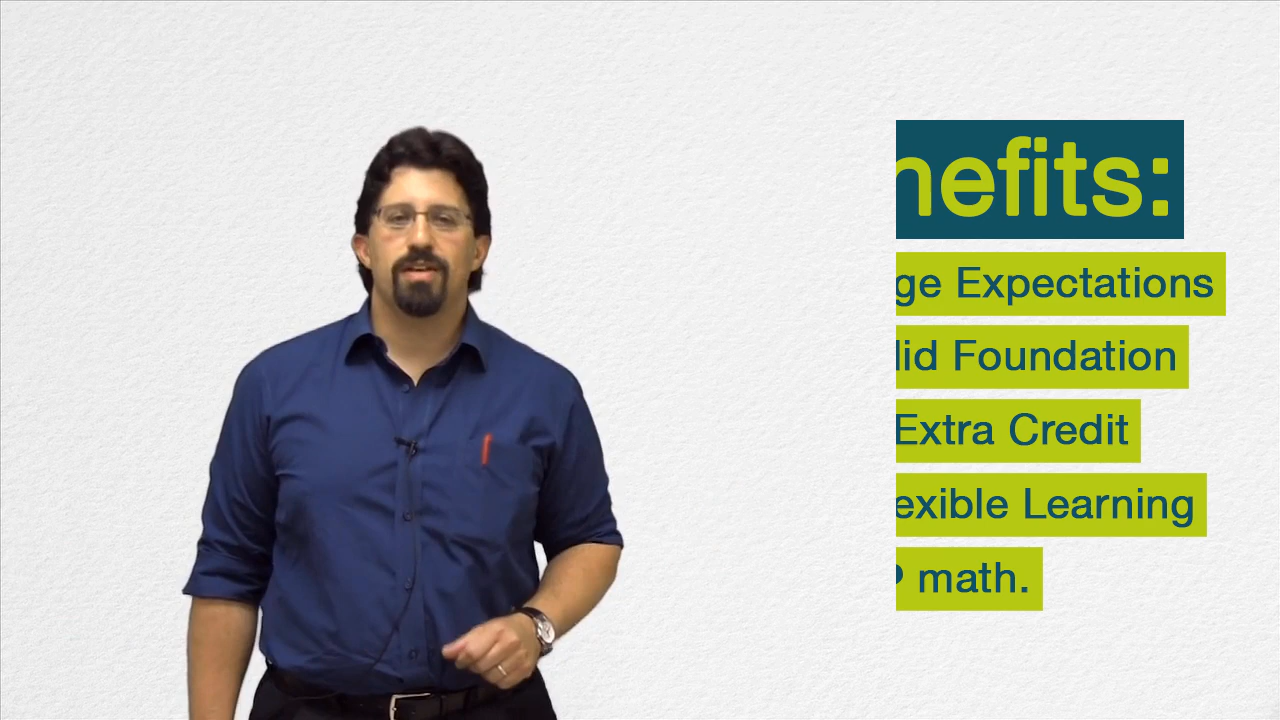 nefits:
ge Expectations
lid Foundation
Extra Credit
exible Learning
math.